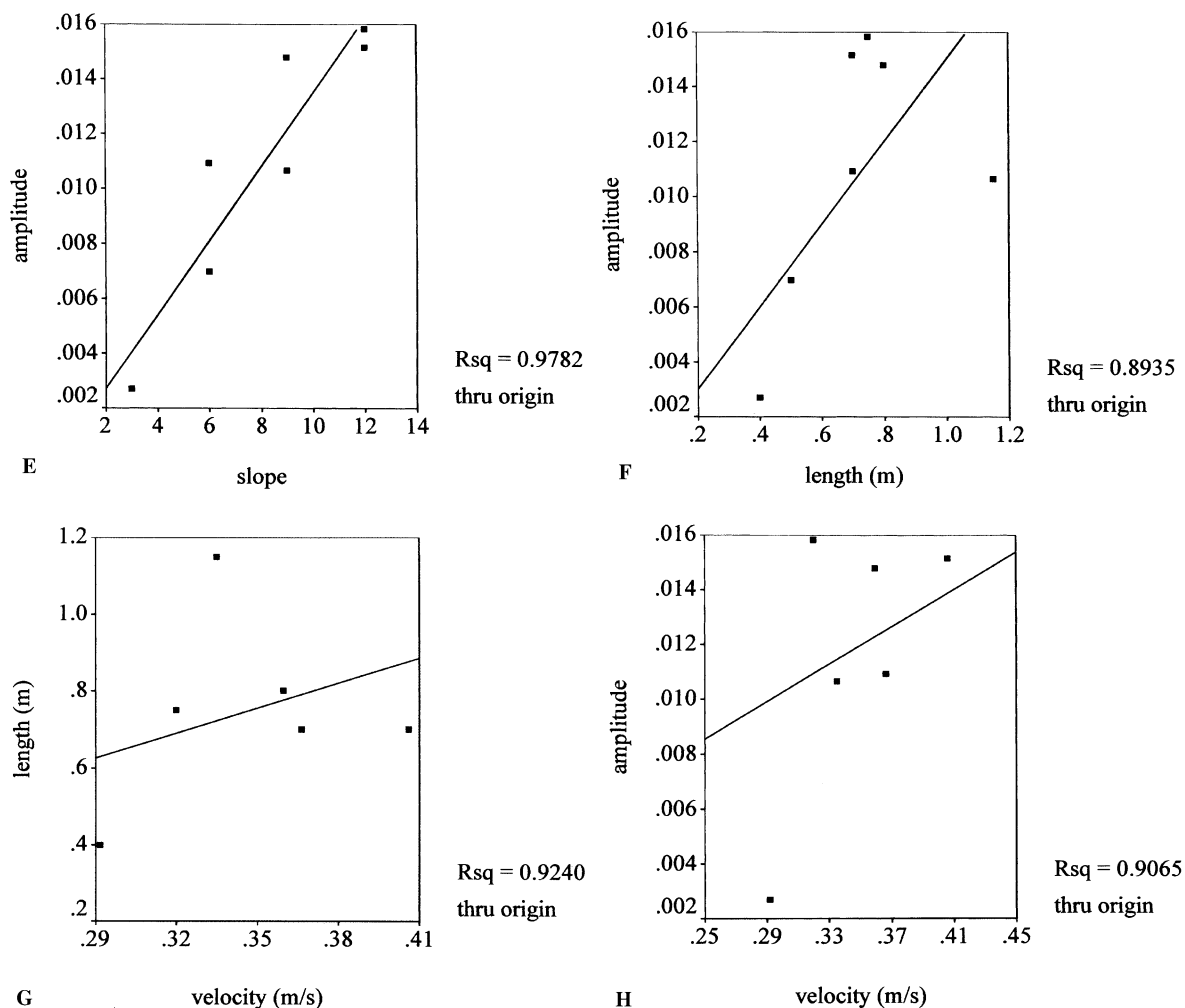 .016
.014
.012
.010
.008
.006
.004
.002
amplitude
2 4 6 8 10 12 14
slope
E
Rsq = 0.9782
thru origin
.016
.014
.012
.010
.008
.006
.004
.002
amplitude
.2 .4 .6 .8 1.0 1.2
length (m)
F
Rsq = 0.8935
thru origin
1.2
1.0
.8
.6
.4
.2
length (m)
.29 .32 .35 .38 .41
velocity (m/s)
G
Rsq = 0.9240
thru origin
.016
.014
.012
.010
.008
.006
.004
.002
amplitude
.25 .29 .33 .37 .41 .45
velocity (m/s)
H
Rsq = 0.9065
thru origin